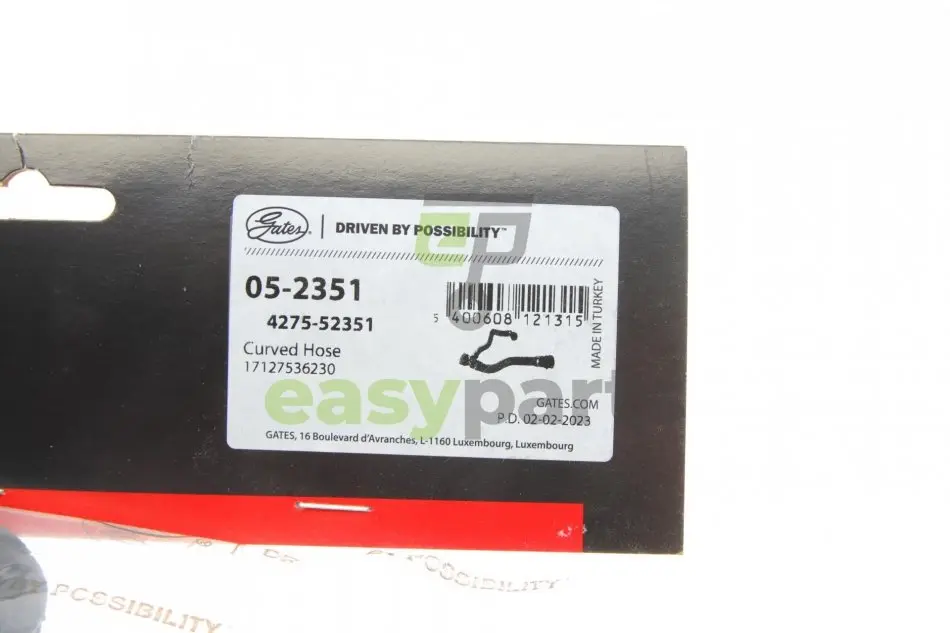 Gates | DRIVEN BY POSSIBILITY™
05-2351
4275-52351
5 400608 121315
MADE IN TURKEY
Curved Hose
17127536230
easypart
GATES.COM
P.D. 02-02-2023
GATES, 16 Boulevard d'Avranches, L-1160 Luxembourg, Luxembourg
POSSIBILITY
POSSIBILITY